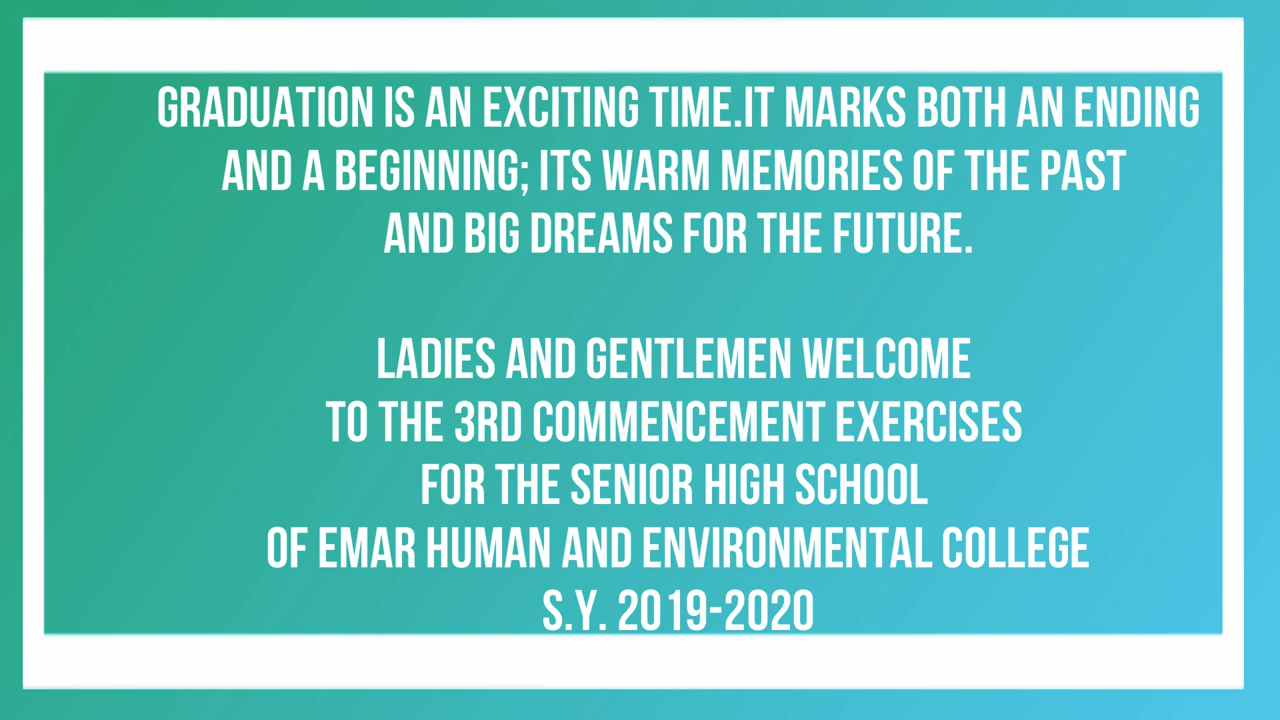 GRADUATION IS AN EXCITING TIME.IT MARKS BOTH AN ENDING
AND A BEGINNING; ITS WARM MEMORIES OF THE PAST
AND BIG DREAMS FOR THE FUTURE.
LADIES AND GENTLEMEN WELCOME
TO THE 3RD COMMENCEMENT EXERCISES
FOR THE SENIOR HIGH SCHOOL
OF EMAR HUMAN AND ENVIRONMENTAL COLLEGE
S.Y. 2019-2020